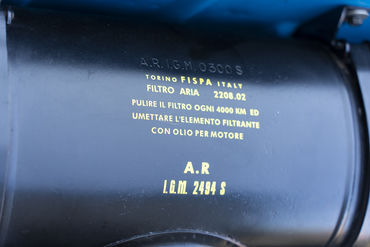 A.R.I.G.M. 0300 S
TORINO FISPA ITALY
FILTRO ARIA 2208.02
PULIRE IL FILTRO OGNI 4000 KM ED
UMETTARE L'ELEMENTO FILTRANTE
CON OLIO PER MOTORE
A.R
I.G.M. 2494 S